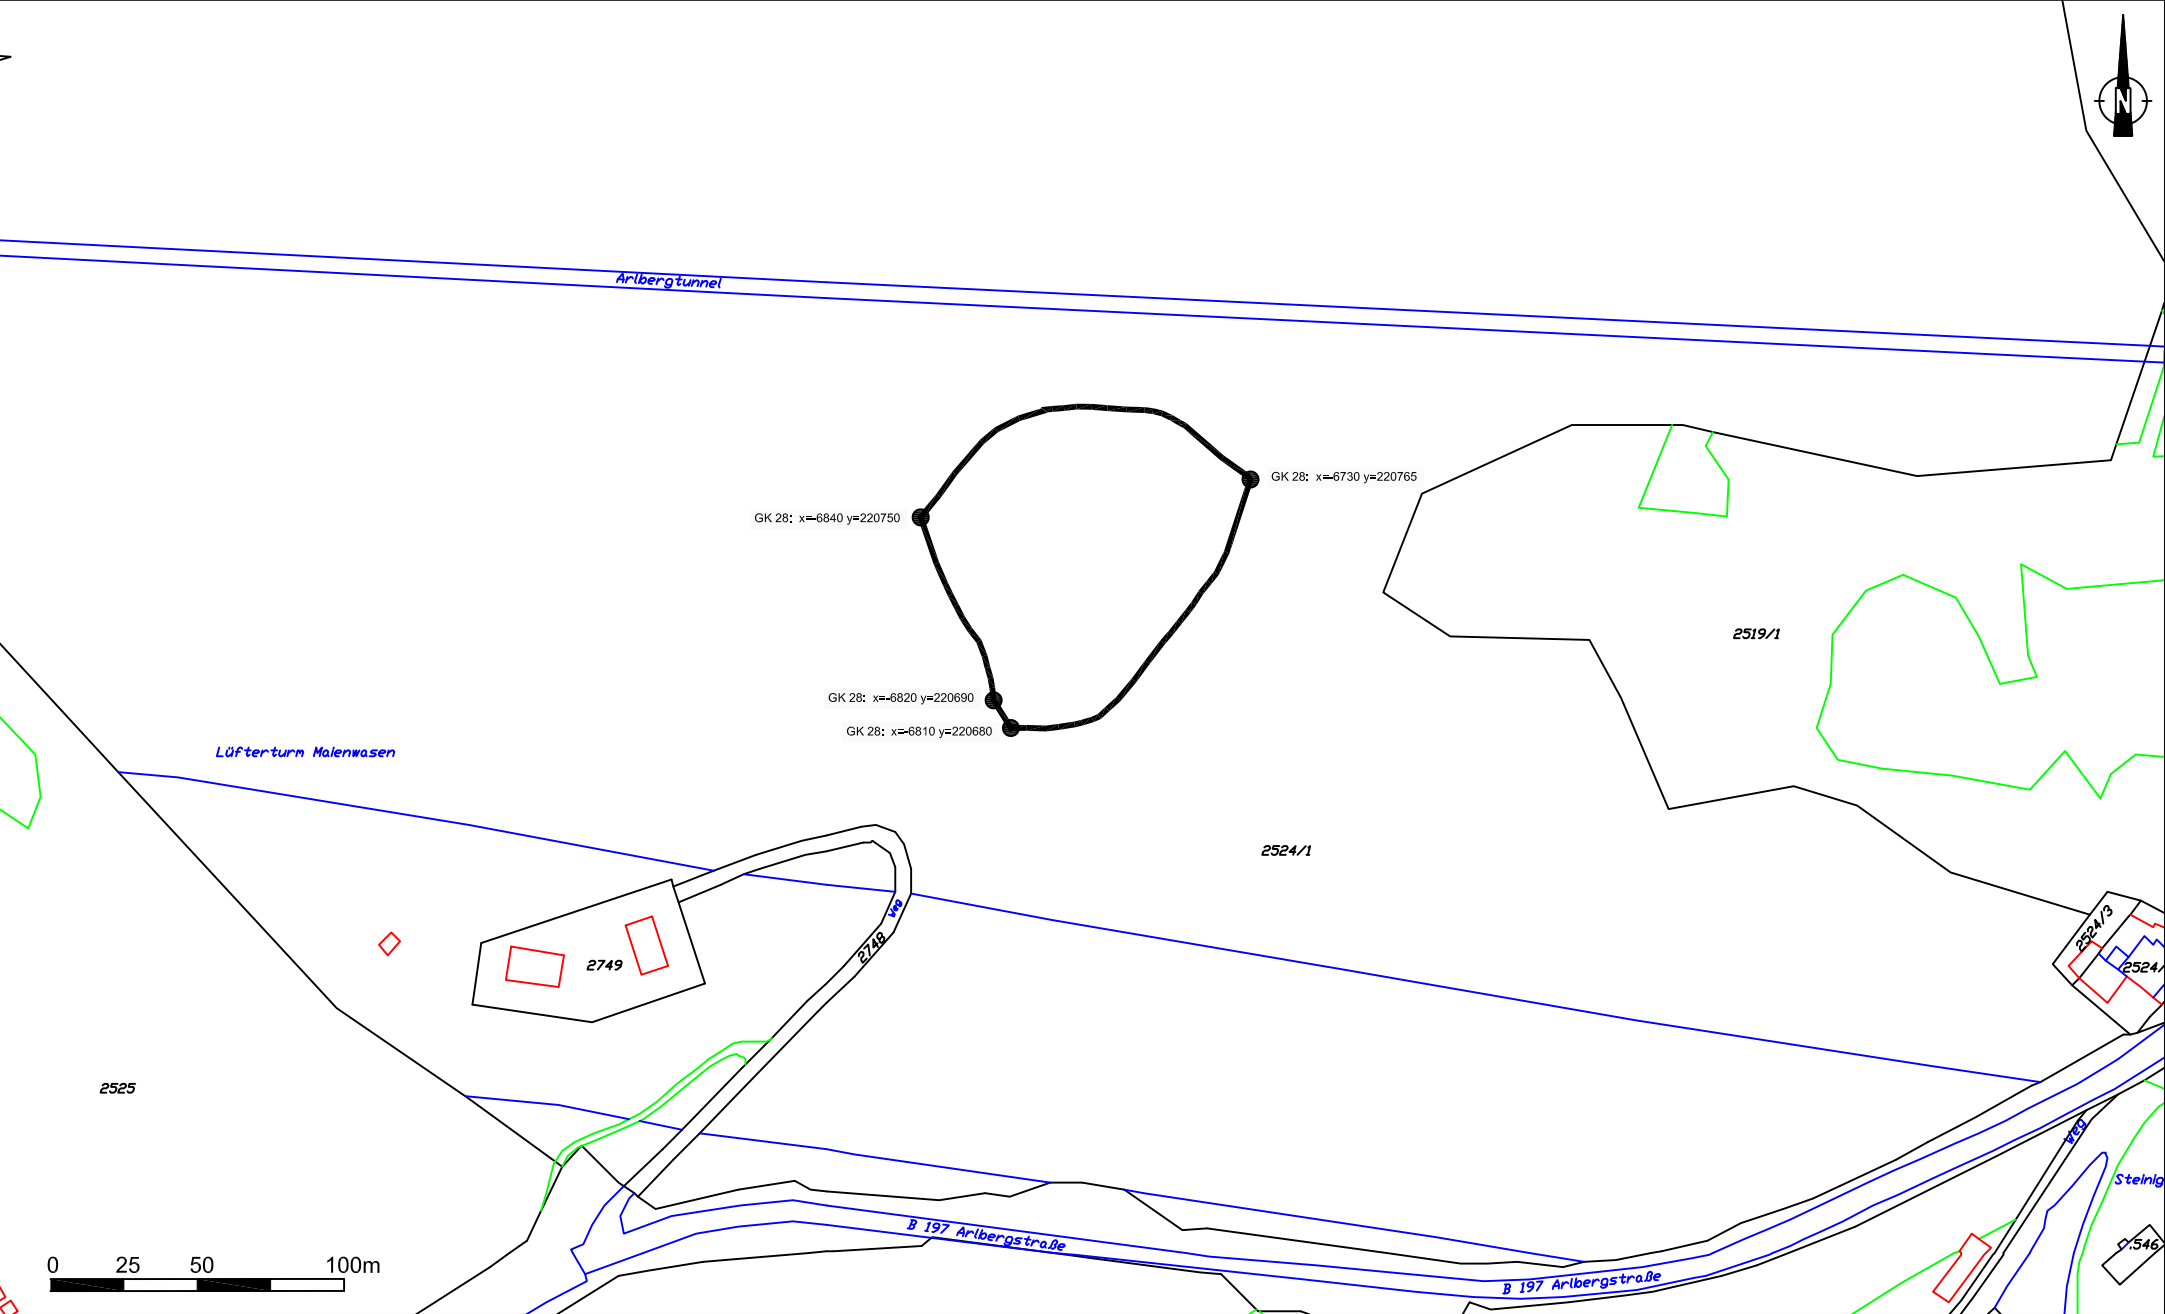 N
Arlbergtunnel
GK 28: x=-6730 y=220765
GK 28: x=-6840 y=220750
2519/1
GK 28: x=-6820 y=220690
GK 28: x=-6810 y=220680
Lüfterturm Maienwasen
2524/1
Weg
2524/3
2748
2749
2524/
2525
Weg
Steinig
B 197 Arlbergstraße
.546
0 25 50 100m
B 197 Arlbergstraße